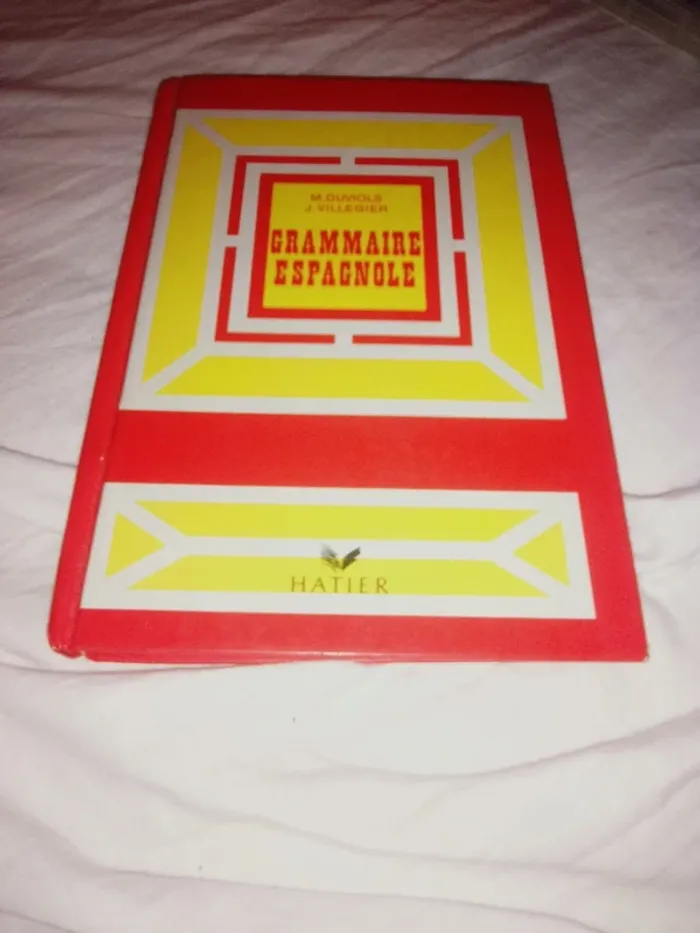 M. DUVIOLS
J. VILLEGIER
GRAMMAIRE
ESPAGNOLE
HATIER